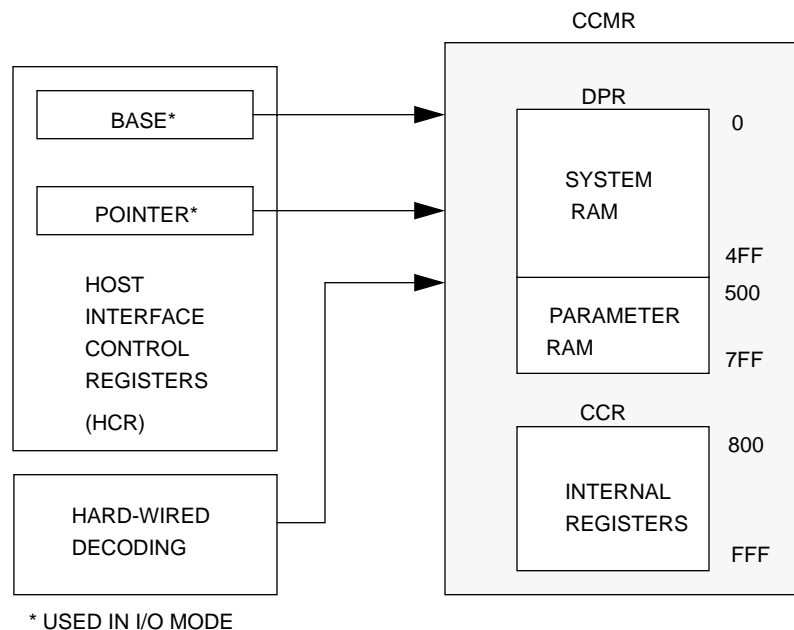 CCMR
BASE*
POINTER*
HOST
INTERFACE
CONTROL
REGISTERS
(HCR)
HARD-WIRED
DECODING
* USED IN I/O MODE
DPR
0
SYSTEM
RAM
4FF
500
PARAMETER
RAM
7FF
CCR
800
INTERNAL
REGISTERS
FFF